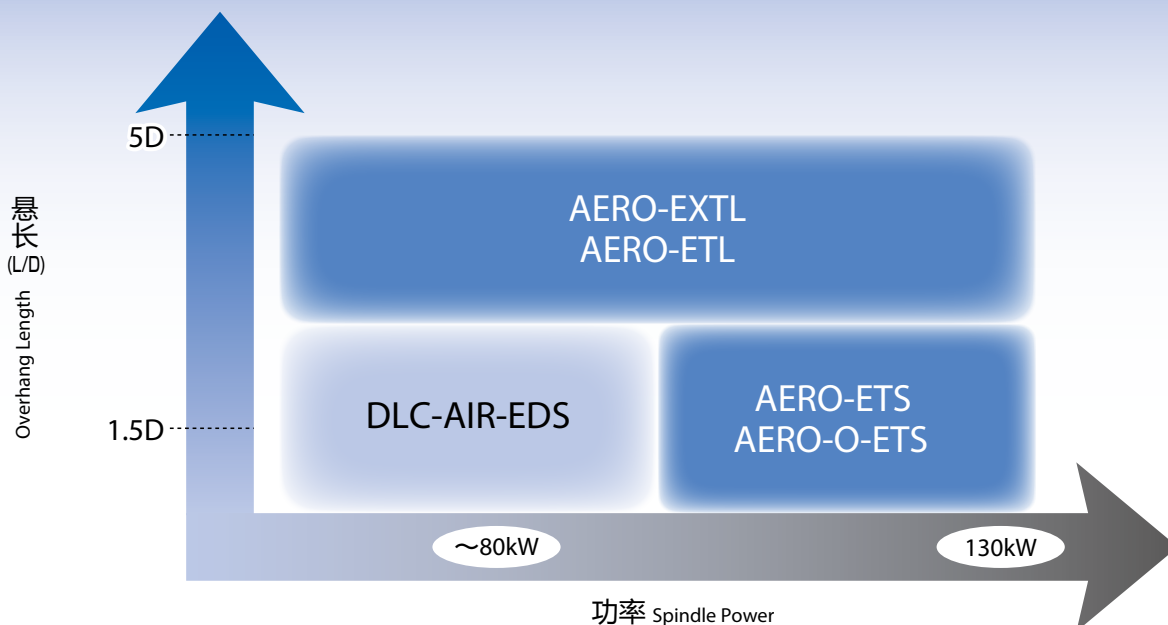 5D
AERO-EXTL
AERO-ETL
悬长
(L/D)
Overhang Length
DLC-AIR-EDS
AERO-ETS
AERO-O-ETS
1.5D
～80kW
130kW
功率 Spindle Power